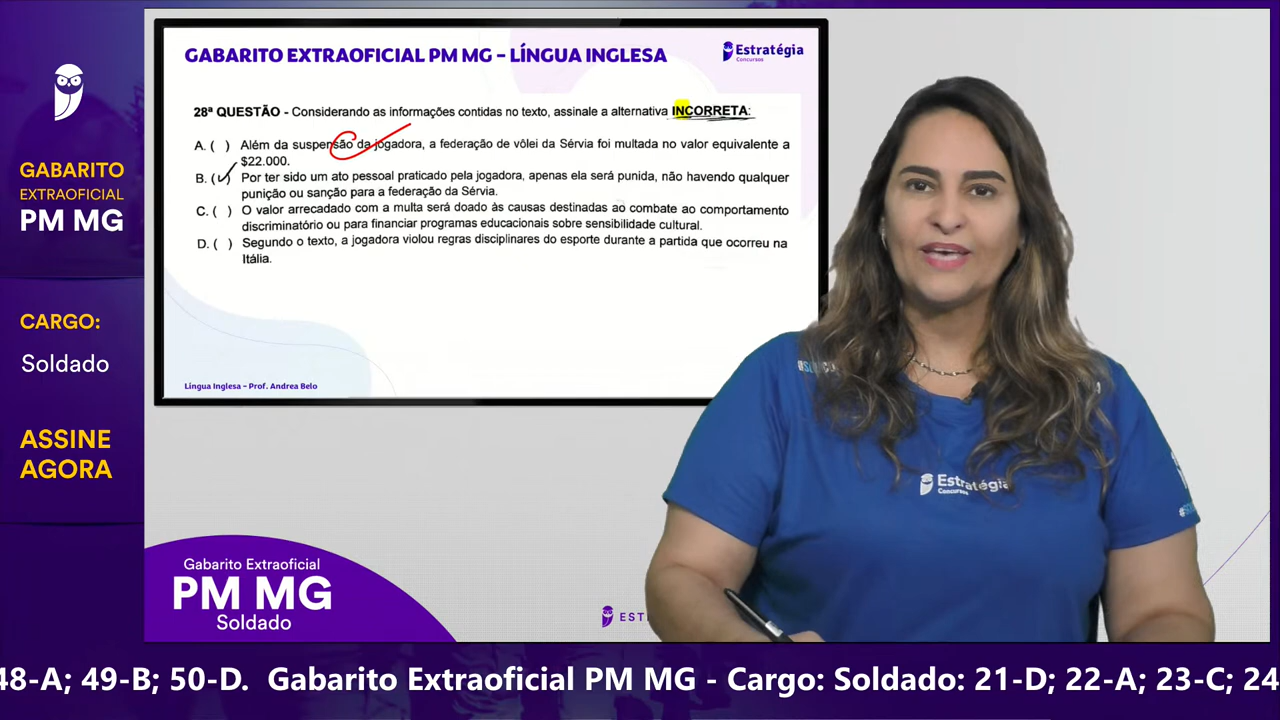 GABARITO
EXTRAOFICIAL
PM MG
CARGO:
Soldado
ASSINE
AGORA
GABARITO EXTRAOFICIAL PM MG – LÍNGUA INGLESA
Estratégia
Concursos
28ª QUESTÃO - Considerando as informações contidas no texto, assinale a alternativa INCORRETA:
A. ( ) Além da suspensão da jogadora, a federação de vôlei da Sérvia foi multada no valor equivalente a
$22.000.
B. ( ) Por ter sido um ato pessoal praticado pela jogadora, apenas ela será punida, não havendo qualquer
punição ou sanção para a federação da Sérvia.
C. ( ) O valor arrecadado com a multa será doado às causas destinadas ao combate ao comportamento
discriminatório ou para financiar programas educacionais sobre sensibilidade cultural.
D. ( ) Segundo o texto, a jogadora violou regras disciplinares do esporte durante a partida que ocorreu na
Itália.
Língua Inglesa – Prof. Andrea Belo
Estratégia
Concursos
Gabarito Extraoficial
PM MG
Soldado
EST
48-A; 49-B; 50-D. Gabarito Extraoficial PM MG - Cargo: Soldado: 21-D; 22-A; 23-C; 24